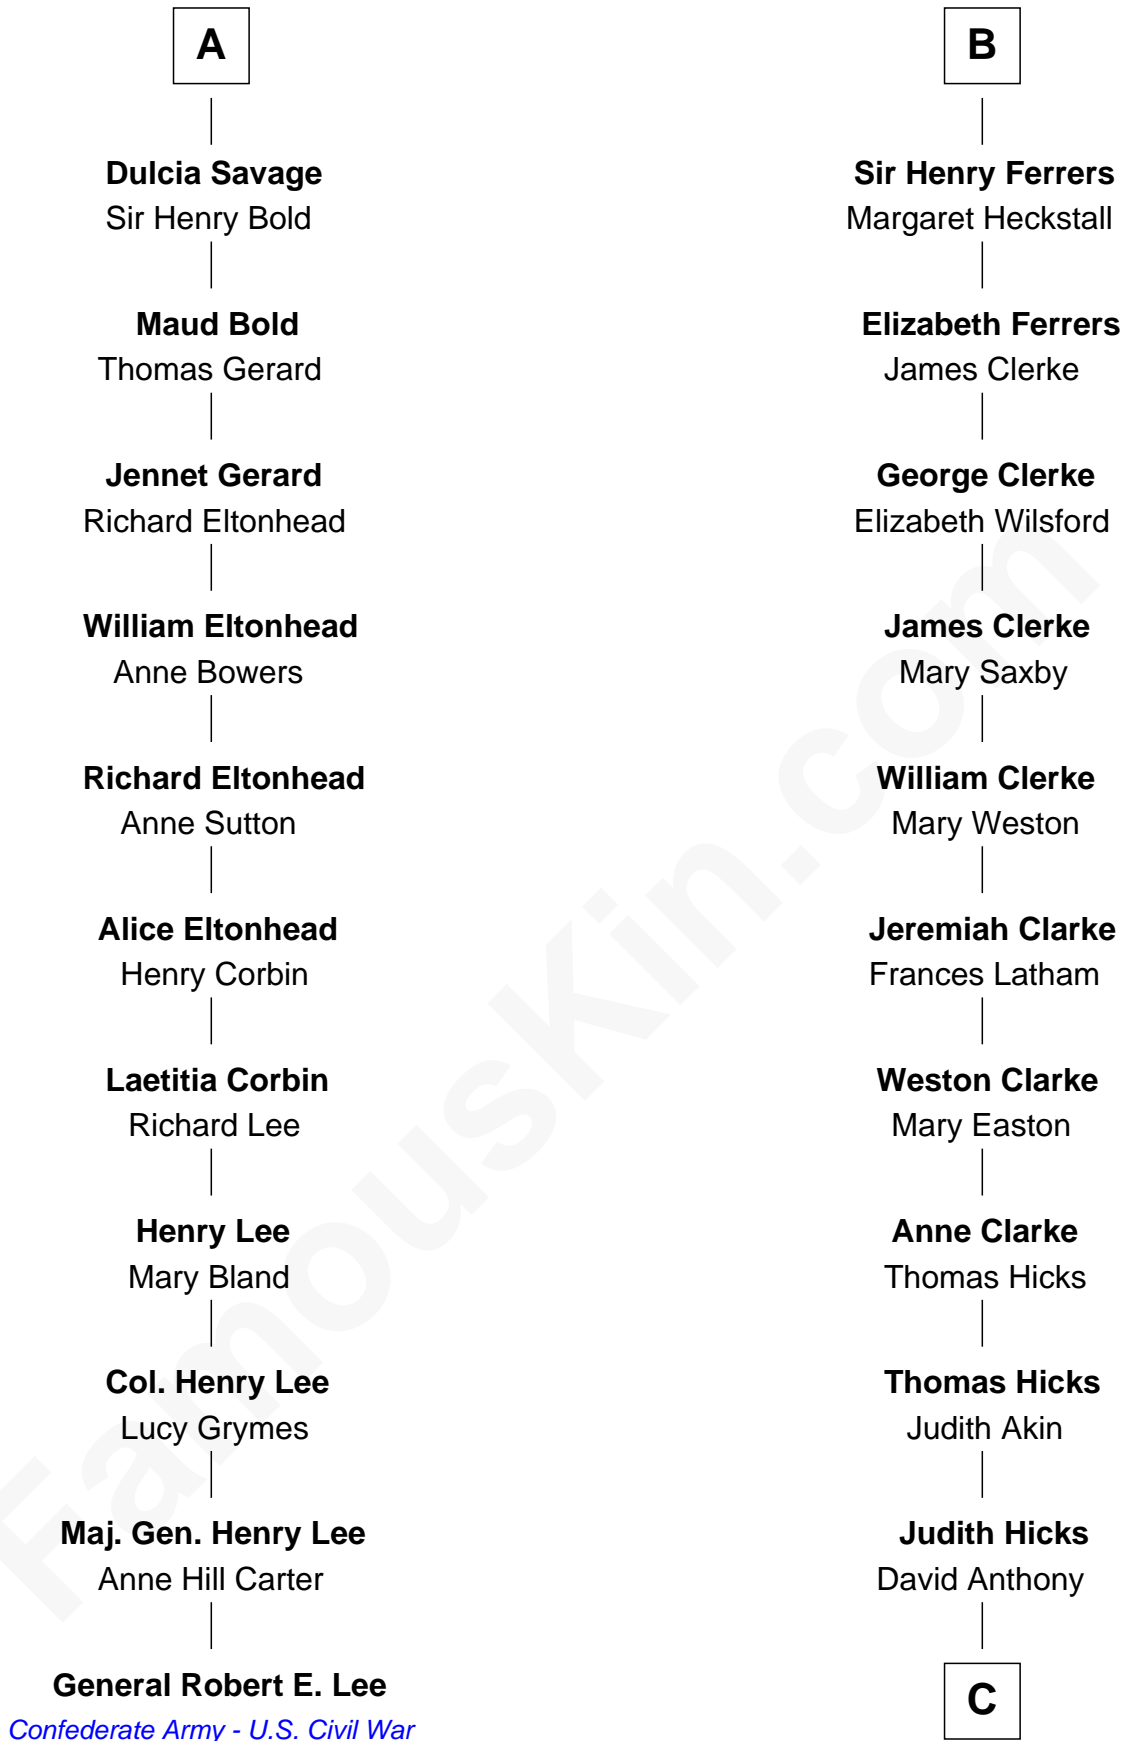 A
Dulcia Savage
Sir Henry Bold
Maud Bold
Thomas Gerard
Jennet Gerard
Richard Eltonhead
William Eltonhead
Anne Bowers
Richard Eltonhead
Anne Sutton
Alice Eltonhead
Henry Corbin
Laetitia Corbin
Richard Lee
Henry Lee
Mary Bland
Col. Henry Lee
Lucy Grymes
Maj. Gen. Henry Lee
Anne Hill Carter
General Robert E. Lee
Confederate Army - U.S. Civil War
B
Sir Henry Ferrers
Margaret Heckstall
Elizabeth Ferrers
James Clerke
George Clerke
Elizabeth Wilsford
James Clerke
Mary Saxby
William Clerke
Mary Weston
Jeremiah Clarke
Frances Latham
Weston Clarke
Mary Easton
Anne Clarke
Thomas Hicks
Thomas Hicks
Judith Akin
Judith Hicks
David Anthony
C
FamousKin.com